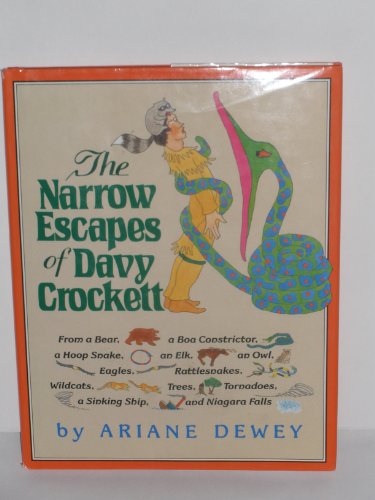 The
Narrow
Escapes
of Davy
Crockett
From a Bear, a Boa Constrictor,
a Hoop Snake, an Elk, an Owl,
Eagles, Rattlesnakes,
Wildcats, Trees, Tornadoes,
a Sinking Ship, and Niagara Falls
by ARIANE DEWEY